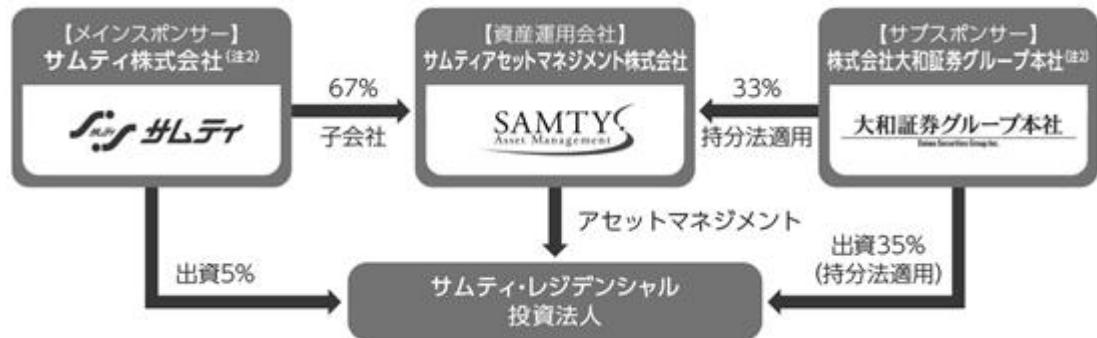 【メインスポンサー】
サムティ株式会社(注2)
サムティ
67%
子会社
【資産運用会社】
サムティアセットマネジメント株式会社
SAMTY
Asset Management
33%
持分法適用
【サブスポンサー】
株式会社大和証券グループ本社(注2)
大和証券グループ本社
Daiwa Securities Group Inc.
アセットマネジメント
出資5%
出資35%
(持分法適用)
サムティ・レジデンシャル
投資法人